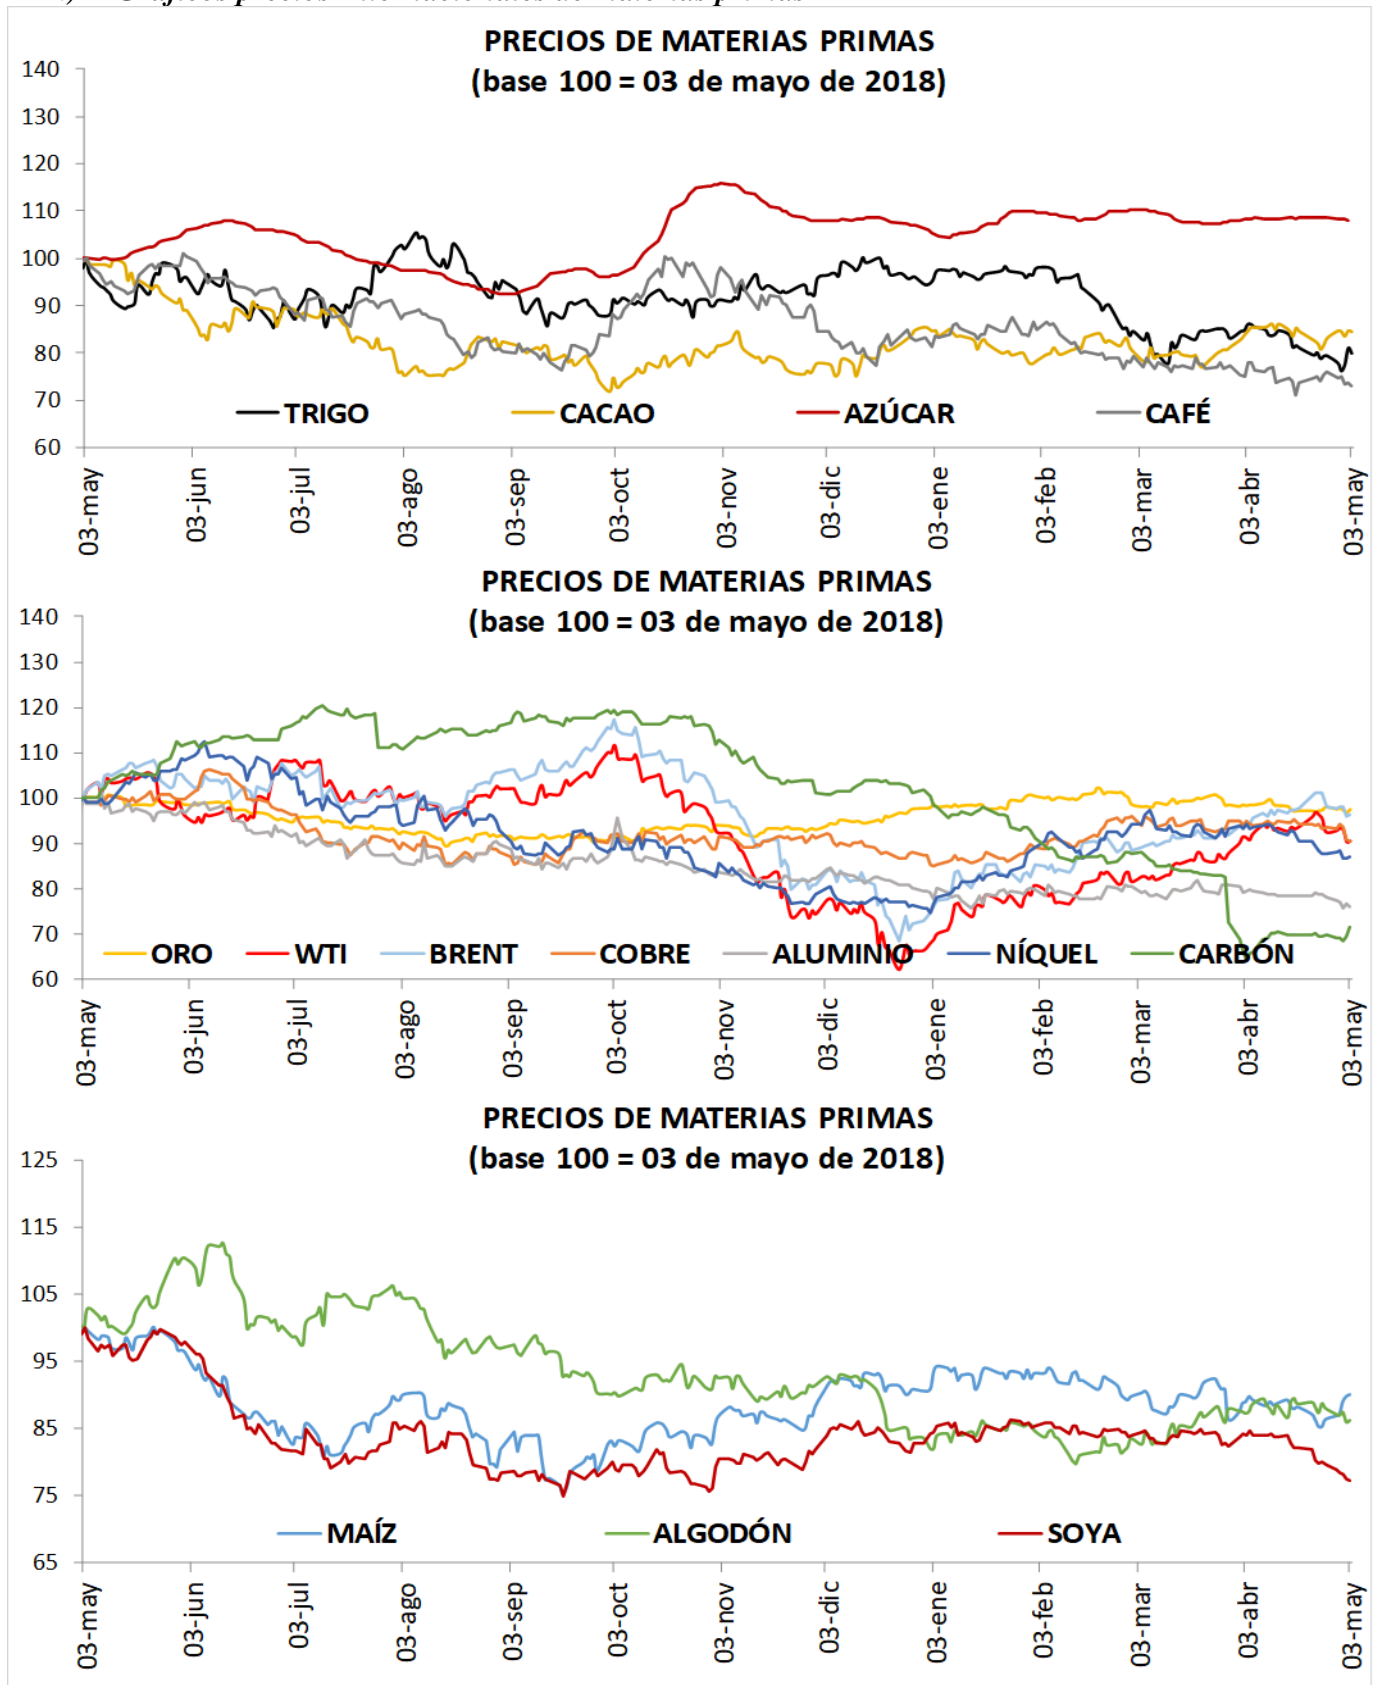 PRECIOS DE MATERIAS PRIMAS
(base 100 = 03 de mayo de 2018)
140
130
120
110
100
90
80
70
60
TRIGO CACAO AZÚCAR CAFÉ
03-may 03-jun 03-jul 03-ago 03-sep 03-oct 03-nov 03-dic 03-ene 03-feb 03-mar 03-abr 03-may
PRECIOS DE MATERIAS PRIMAS
(base 100 = 03 de mayo de 2018)
140
130
120
110
100
90
80
70
60
ORO WTI BRENT COBRE ALUMINIO NÍQUEL CARBÓN
03-may 03-jun 03-jul 03-ago 03-sep 03-oct 03-nov 03-dic 03-ene 03-feb 03-mar 03-abr 03-may
PRECIOS DE MATERIAS PRIMAS
(base 100 = 03 de mayo de 2018)
125
115
105
95
85
75
65
MAÍZ ALGODÓN SOYA
03-may 03-jun 03-jul 03-ago 03-sep 03-oct 03-nov 03-dic 03-ene 03-feb 03-mar 03-abr 03-may